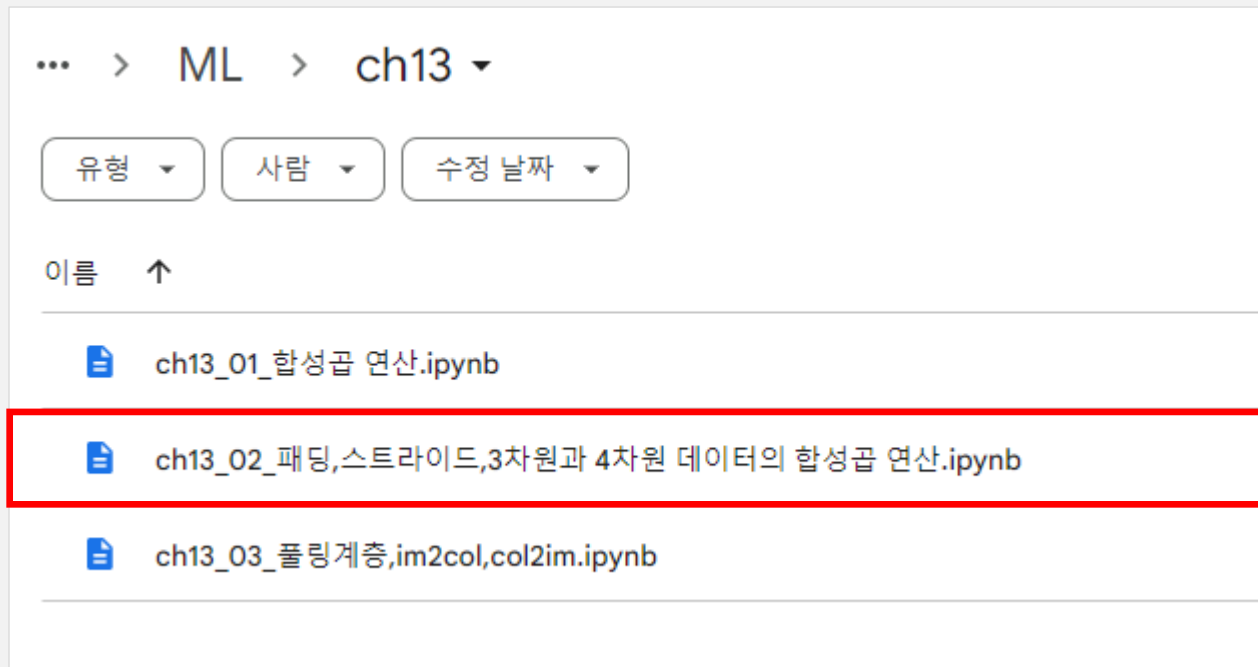 ... > ML > ch13
유형 사람 수정 날짜
이름 ↑
ch13_01_합성곱 연산.ipynb
ch13_02_패딩,스트라이드,3차원과 4차원 데이터의 합성곱 연산.ipynb
ch13_03_풀링계층,im2col,col2im.ipynb